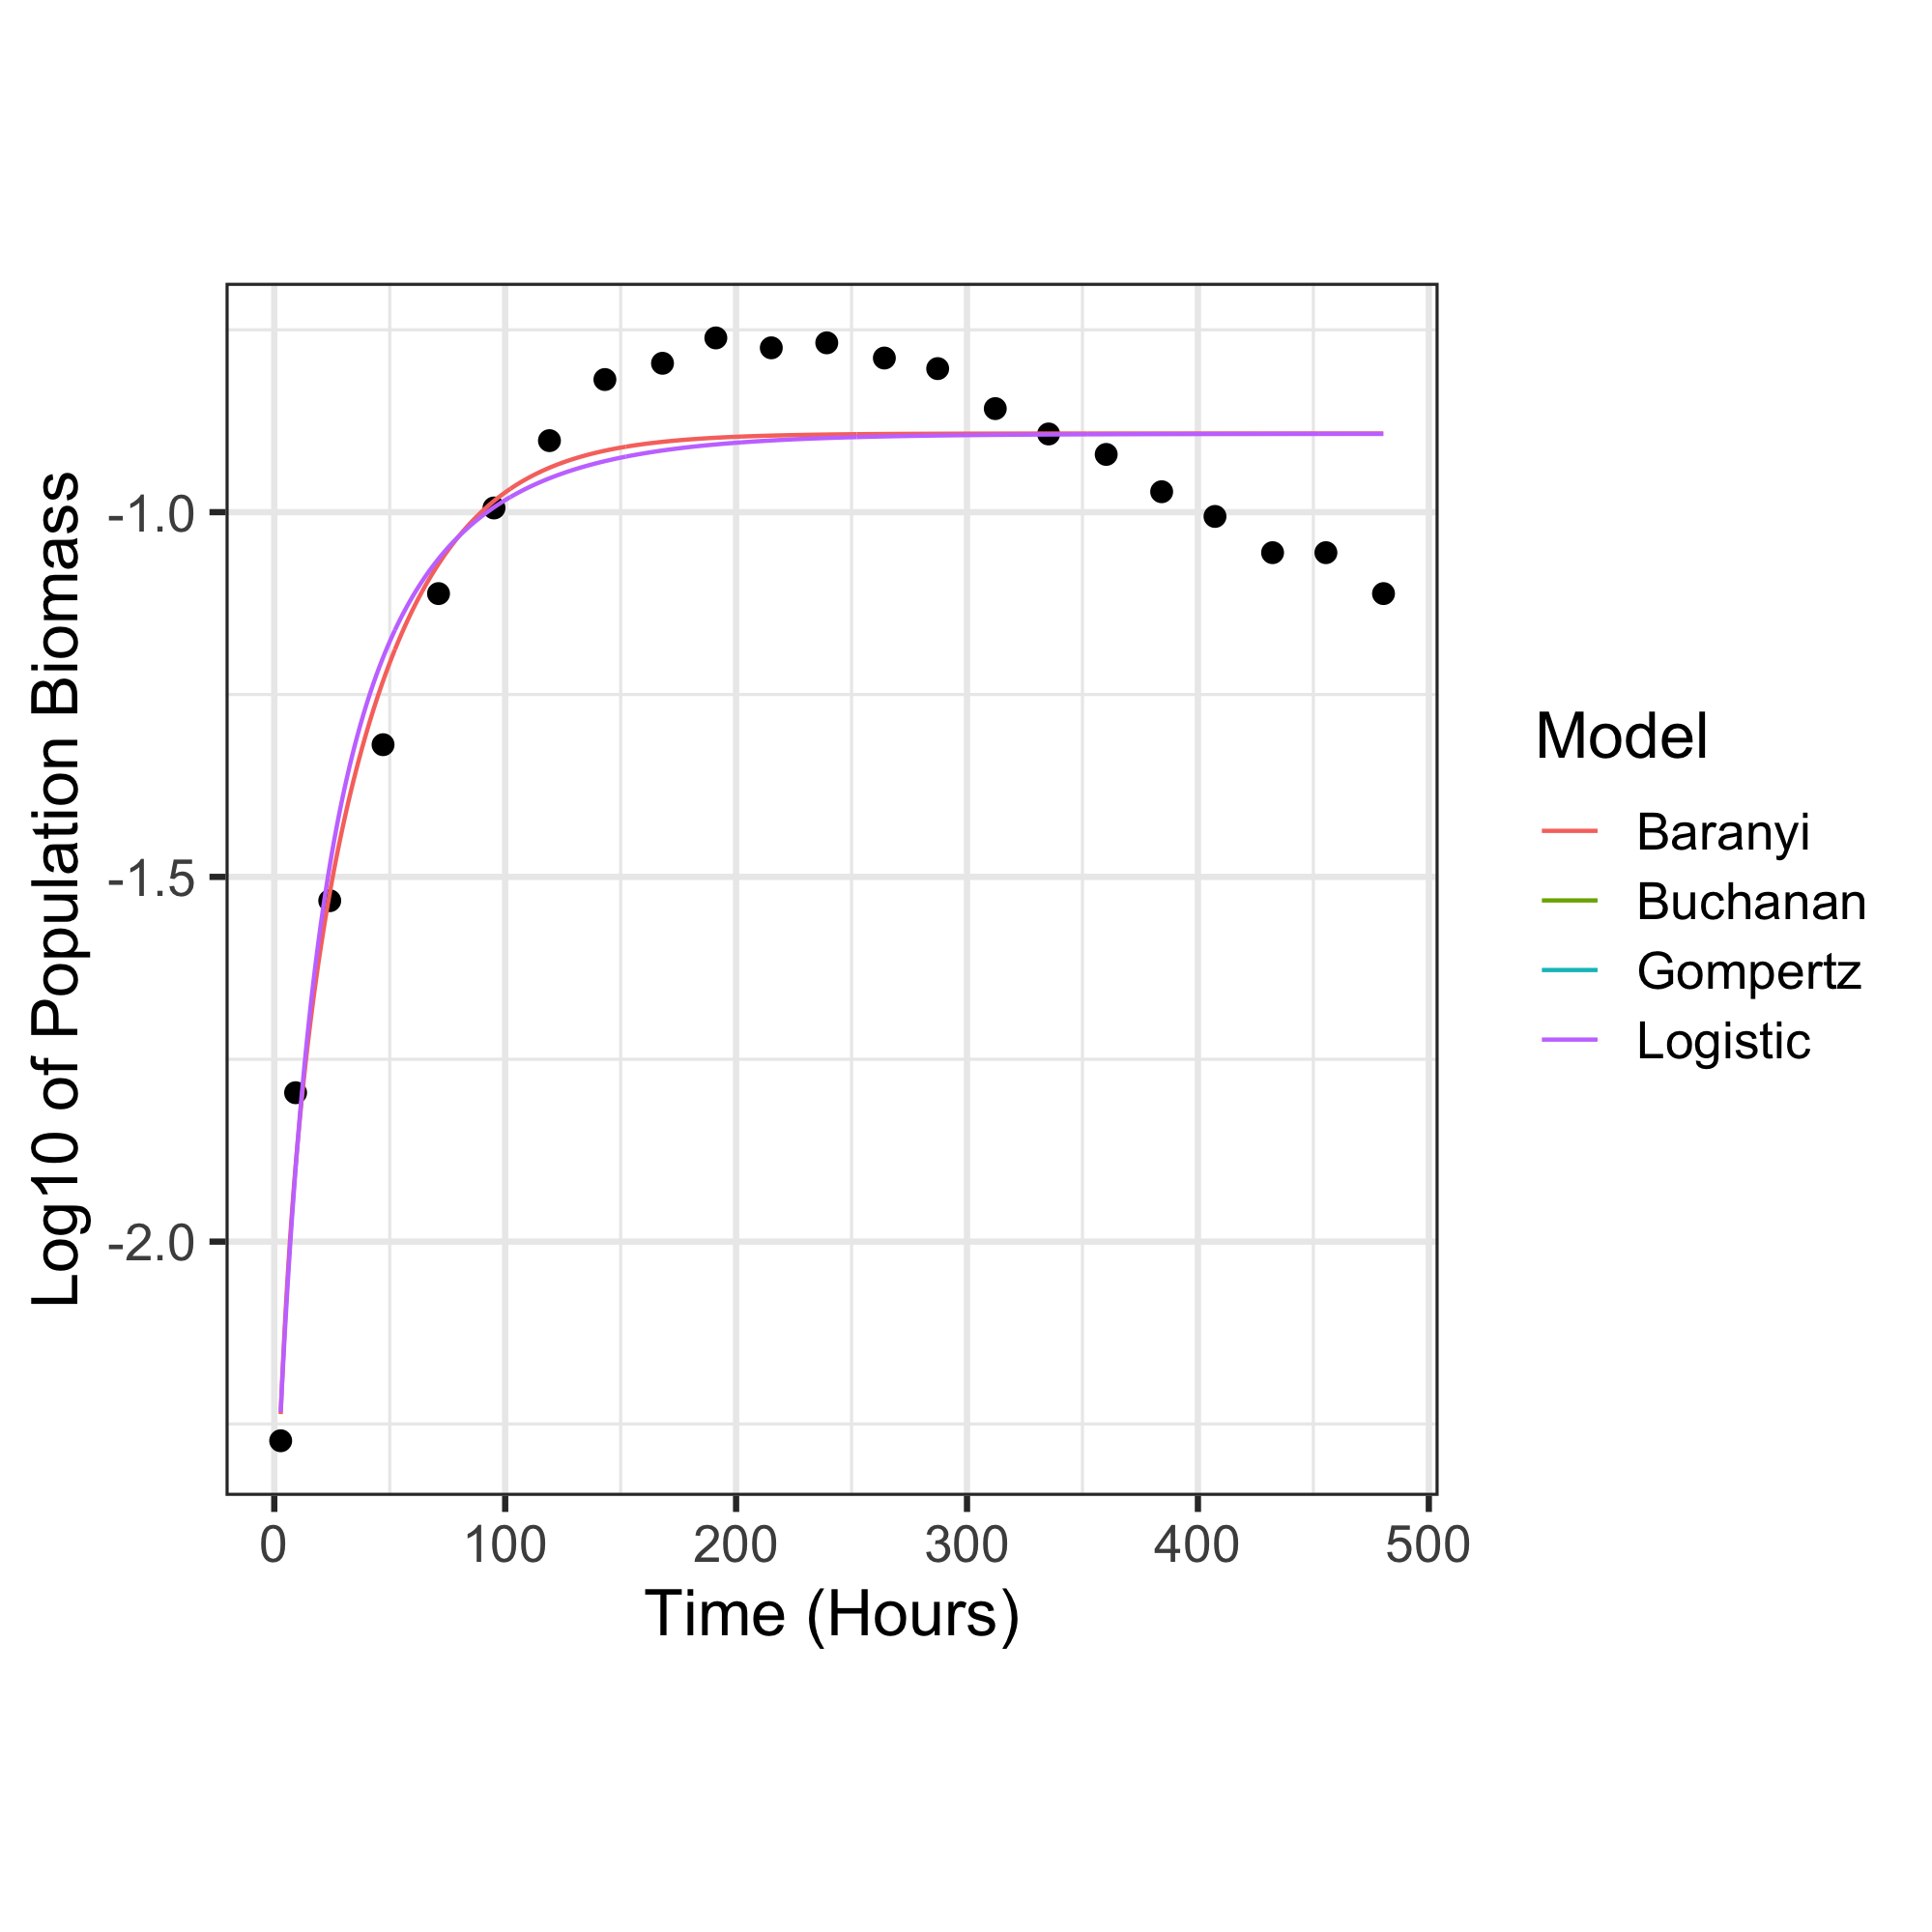 Log10 of Population Biomass
-1.0
-1.5
-2.0
0 100 200 300 400 500
Time (Hours)
Model
Baranyi
Buchanan
Gompertz
Logistic